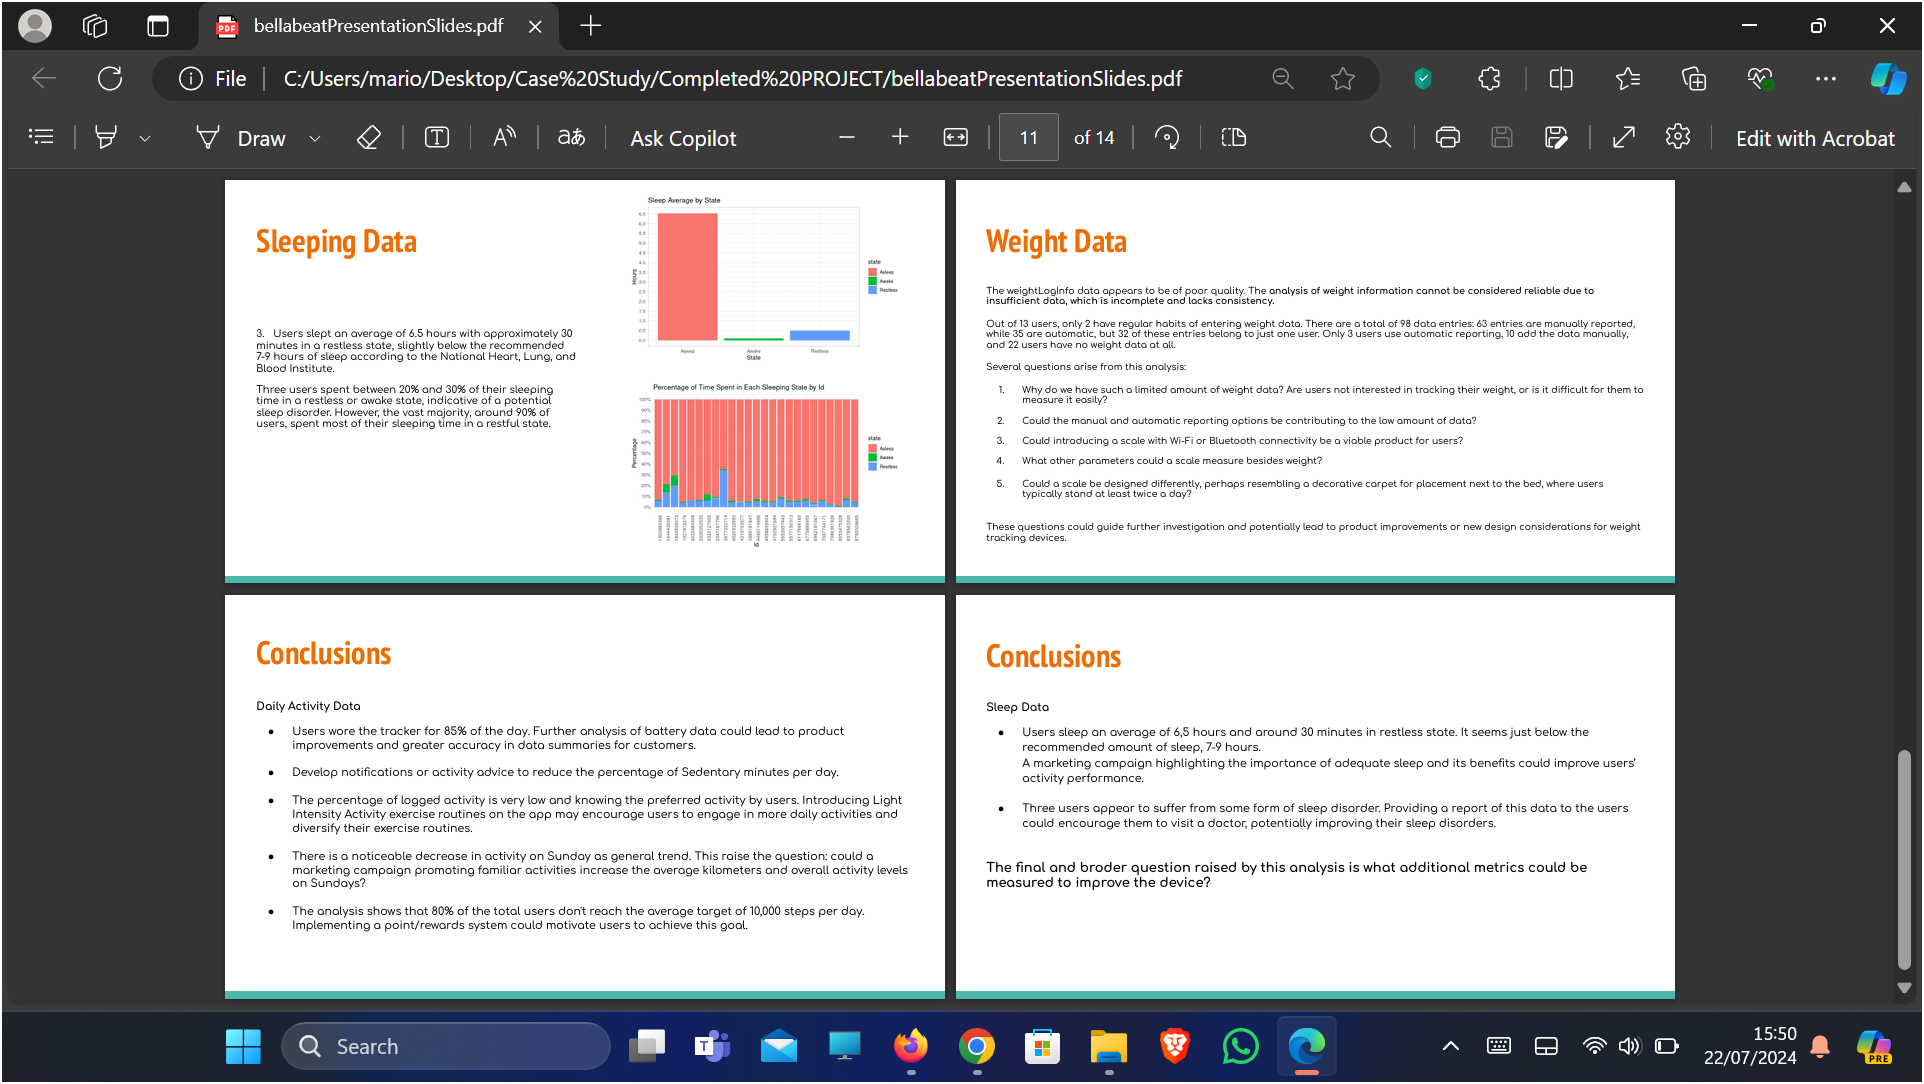 bellabeatPresentationSlides.pdf
File
C:/Users/mario/Desktop/Case%20Study/Completed%20PROJECT/bellabeatPresentationSlides.pdf
Draw
Ask Copilot
11
of 14
Edit with Acrobat
Sleeping Data
3. Users slept an average of 6.5 hours with approximately 30
minutes in a restless state, slightly below the recommended
7-9 hours of sleep according to the National Heart, Lung, and
Blood Institute.
Three users spent between 20% and 30% of their sleeping
time in a restless or awake state, indicative of a potential
sleep disorder. However, the vast majority, around 90% of
users, spent most of their sleeping time in a restful state.
Sleep Average by State
Hours
Asleep
Awake
Restless
State
state
Asleep
Awake
Restless
Percentage of Time Spent in Each Sleeping State by Id
Percentage
100%
90%
80%
70%
60%
50%
40%
30%
20%
10%
0%
Id
state
Asleep
Awake
Restless
Weight Data
The weightLogInfo data appears to be of poor quality. The analysis of weight information cannot be considered reliable due to
insufficient data, which is incomplete and lacks consistency.
Out of 13 users, only 2 have regular habits of entering weight data. There are a total of 98 data entries: 63 entries are manually reported,
while 35 are automatic, but 32 of these entries belong to just one user. Only 3 users use automatic reporting, 10 add the data manually,
and 22 users have no weight data at all.
Several questions arise from this analysis:
1. Why do we have such a limited amount of weight data? Are users not interested in tracking their weight, or is it difficult for them to
measure it easily?
2. Could the manual and automatic reporting options be contributing to the low amount of data?
3. Could introducing a scale with Wi-Fi or Bluetooth connectivity be a viable product for users?
4. What other parameters could a scale measure besides weight?
5. Could a scale be designed differently, perhaps resembling a decorative carpet for placement next to the bed, where users
typically stand at least twice a day?
These questions could guide further investigation and potentially lead to product improvements or new design considerations for weight
tracking devices.
Conclusions
Daily Activity Data
● Users wore the tracker for 85% of the day. Further analysis of battery data could lead to product
improvements and greater accuracy in data summaries for customers.
● Develop notifications or activity advice to reduce the percentage of Sedentary minutes per day.
● The percentage of logged activity is very low and knowing the preferred activity by users. Introducing Light
Intensity Activity exercise routines on the app may encourage users to engage in more daily activities and
diversify their exercise routines.
● There is a noticeable decrease in activity on Sunday as general trend. This raise the question: could a
marketing campaign promoting familiar activities increase the average kilometers and overall activity levels
on Sundays?
● The analysis shows that 80% of the total users don't reach the average target of 10,000 steps per day.
Implementing a point/rewards system could motivate users to achieve this goal.
Conclusions
Sleep Data
● Users sleep an average of 6,5 hours and around 30 minutes in restless state. It seems just below the
recommended amount of sleep, 7-9 hours.
A marketing campaign highlighting the importance of adequate sleep and its benefits could improve users'
activity performance.
● Three users appear to suffer from some form of sleep disorder. Providing a report of this data to the users
could encourage them to visit a doctor, potentially improving their sleep disorders.
The final and broder question raised by this analysis is what additional metrics could be
measured to improve the device?
Search
15:50
22/07/2024
PRE